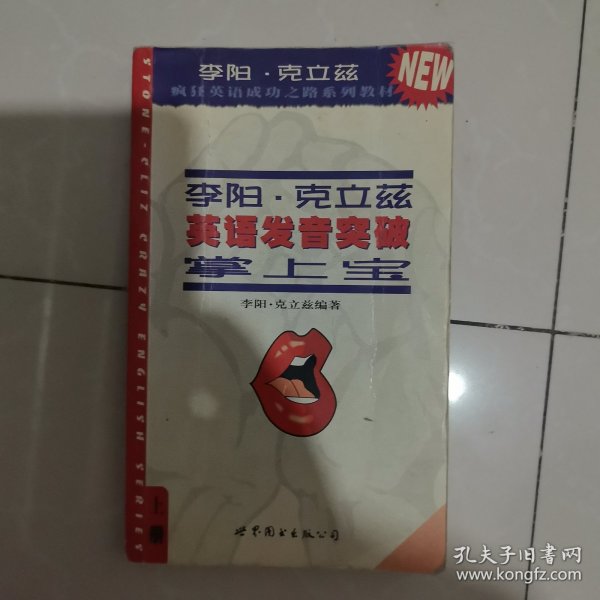 李阳·克立兹
疯狂英语成功之路系列教材
NEW
STONE-CLIZ CRAZY ENGLISH SERIES
李阳·克立兹
英语发音突破
掌上宝
李阳·克立兹编著
上册
世界图书出版公司
孔夫子旧书网
www.kongfz.com